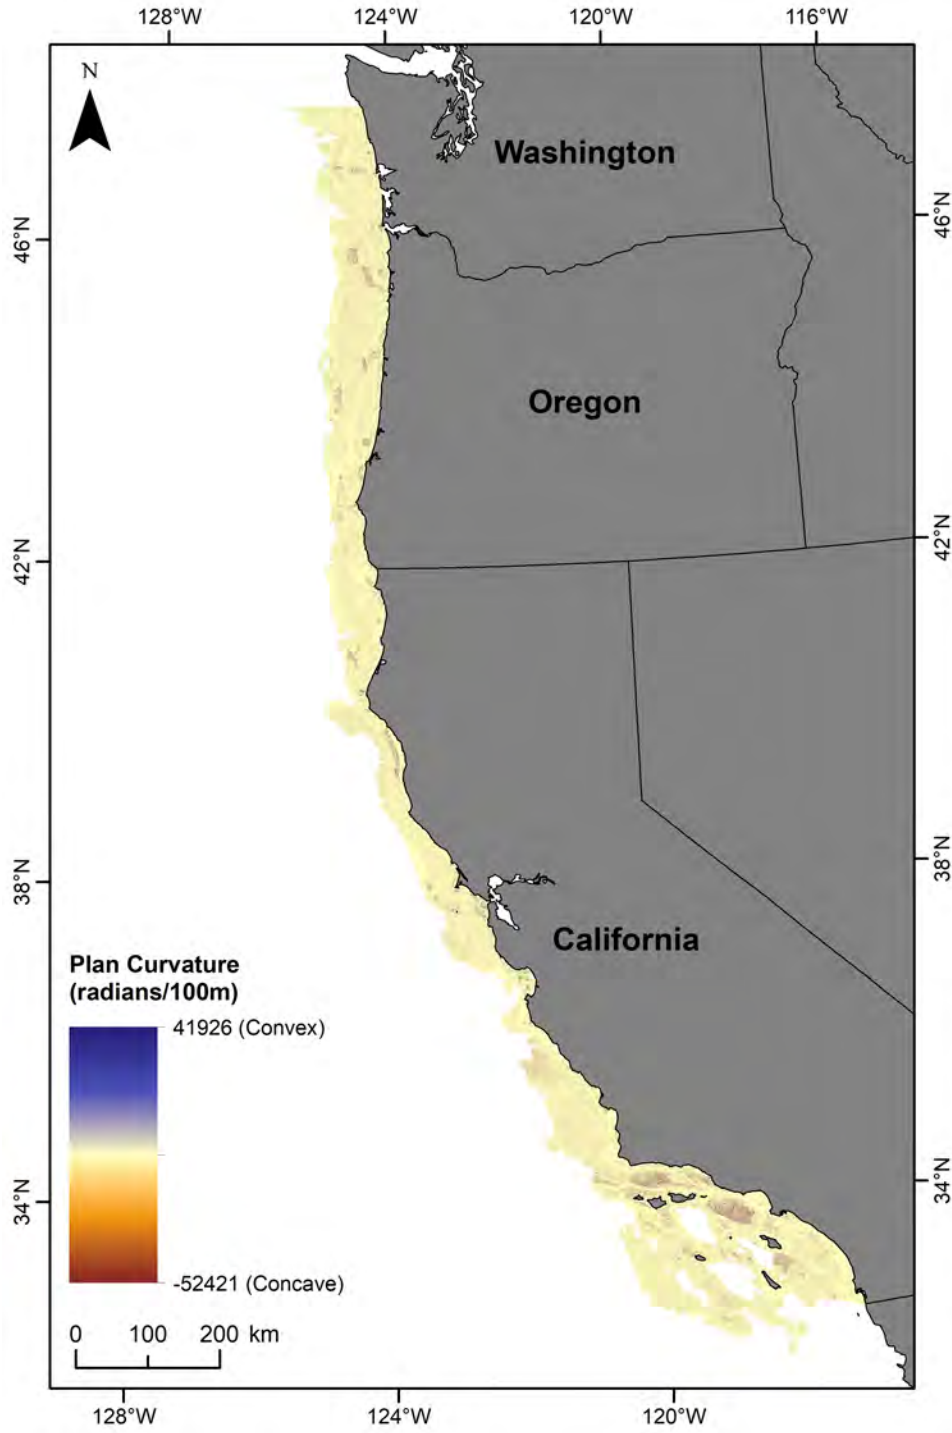 128°W 124°W 120°W 116°W
N
Washington
46°N 46°N
Oregon
42°N 42°N
38°N 38°N
California
Plan Curvature
(radians/100m)
41926 (Convex)
34°N 34°N
-52421 (Concave)
0 100 200 km
128°W 124°W 120°W